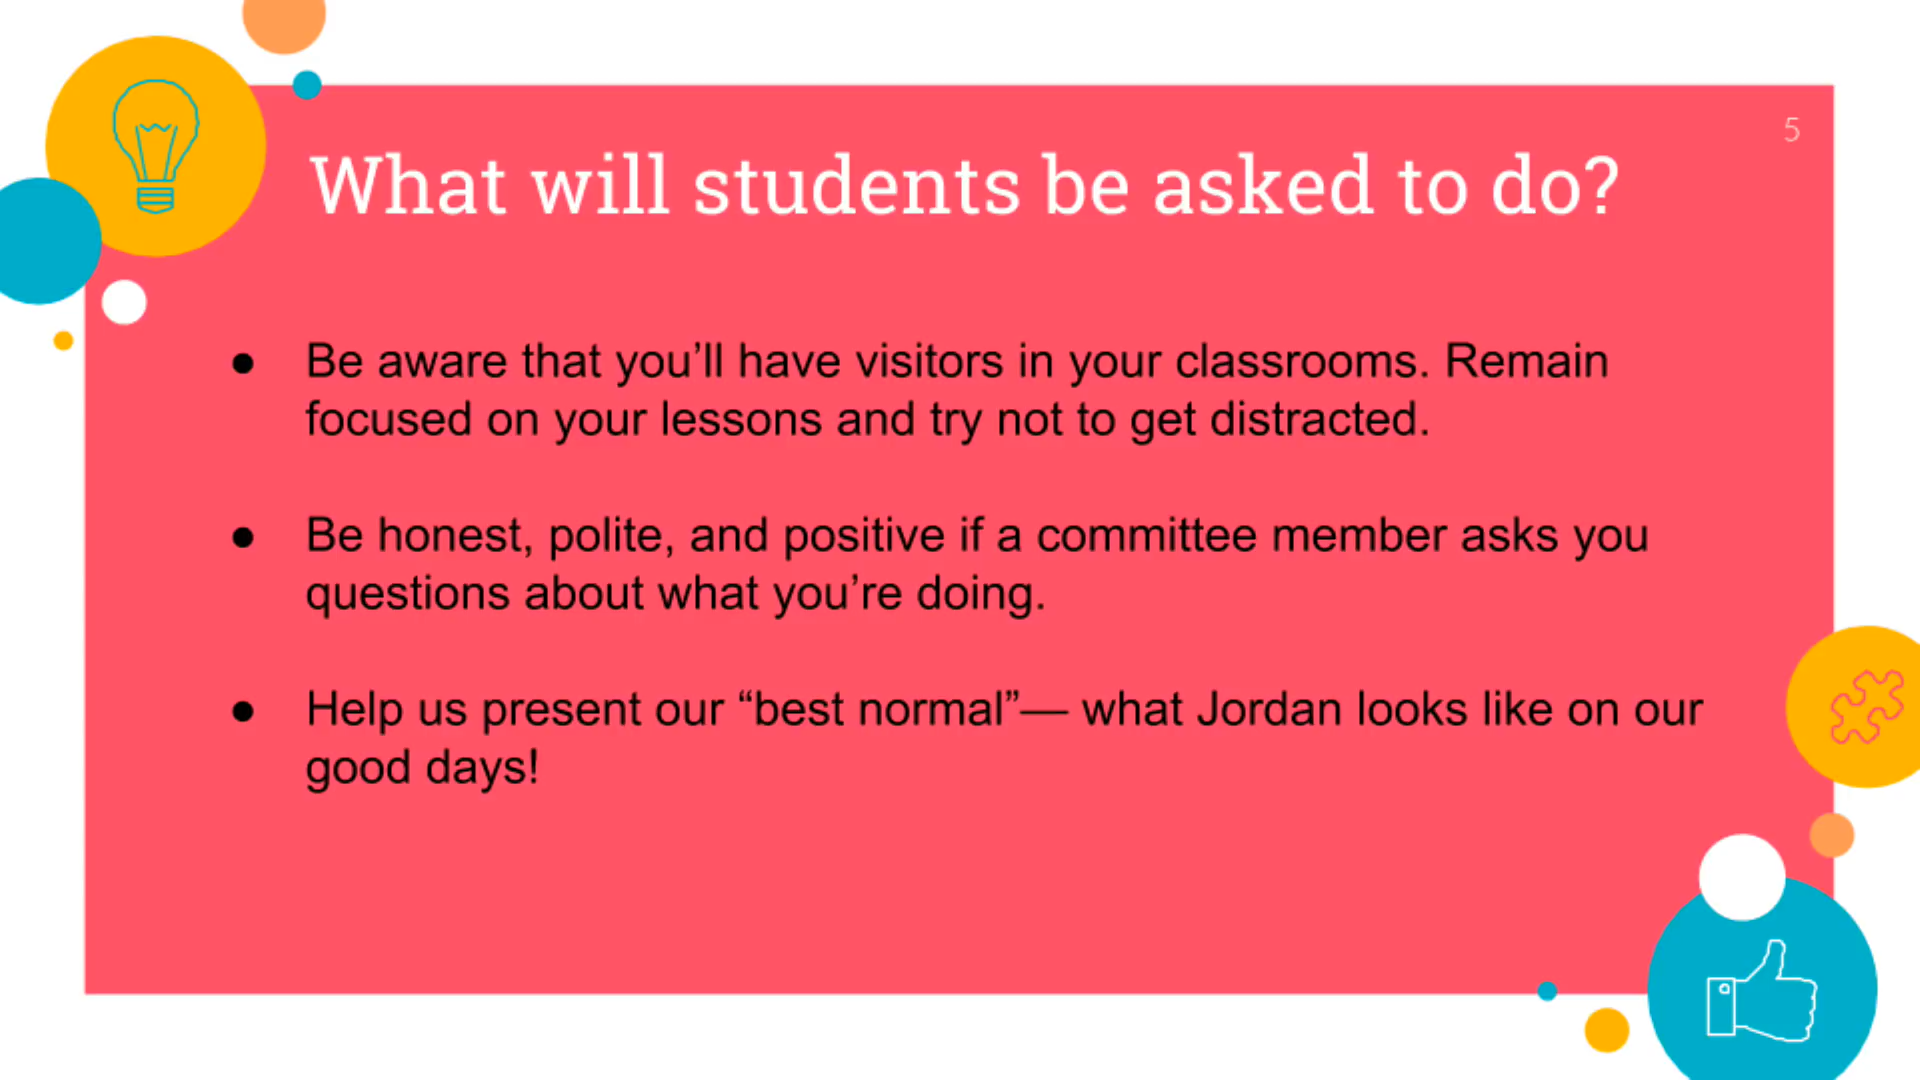 5
What will students be asked to do?
● Be aware that you’ll have visitors in your classrooms. Remain
focused on your lessons and try not to get distracted.
● Be honest, polite, and positive if a committee member asks you
questions about what you’re doing.
● Help us present our “best normal”— what Jordan looks like on our
good days!